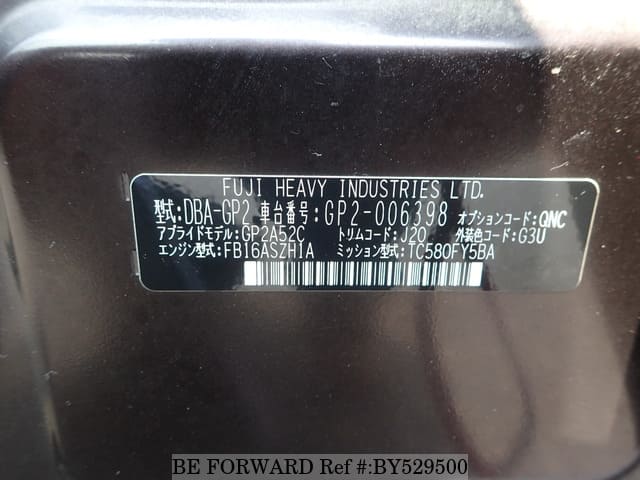 FUJI HEAVY INDUSTRIES LTD.
型式:DBA-GP2 車台番号:GP2-006398 オプションコード:QNC
アプライドモデル:GP2A52C トリムコード:J20 外装色コード:G3U
エンジン型式:FB16ASZH1A ミッション型式:TC580FY5BA
BE FORWARD Ref #:BY529500